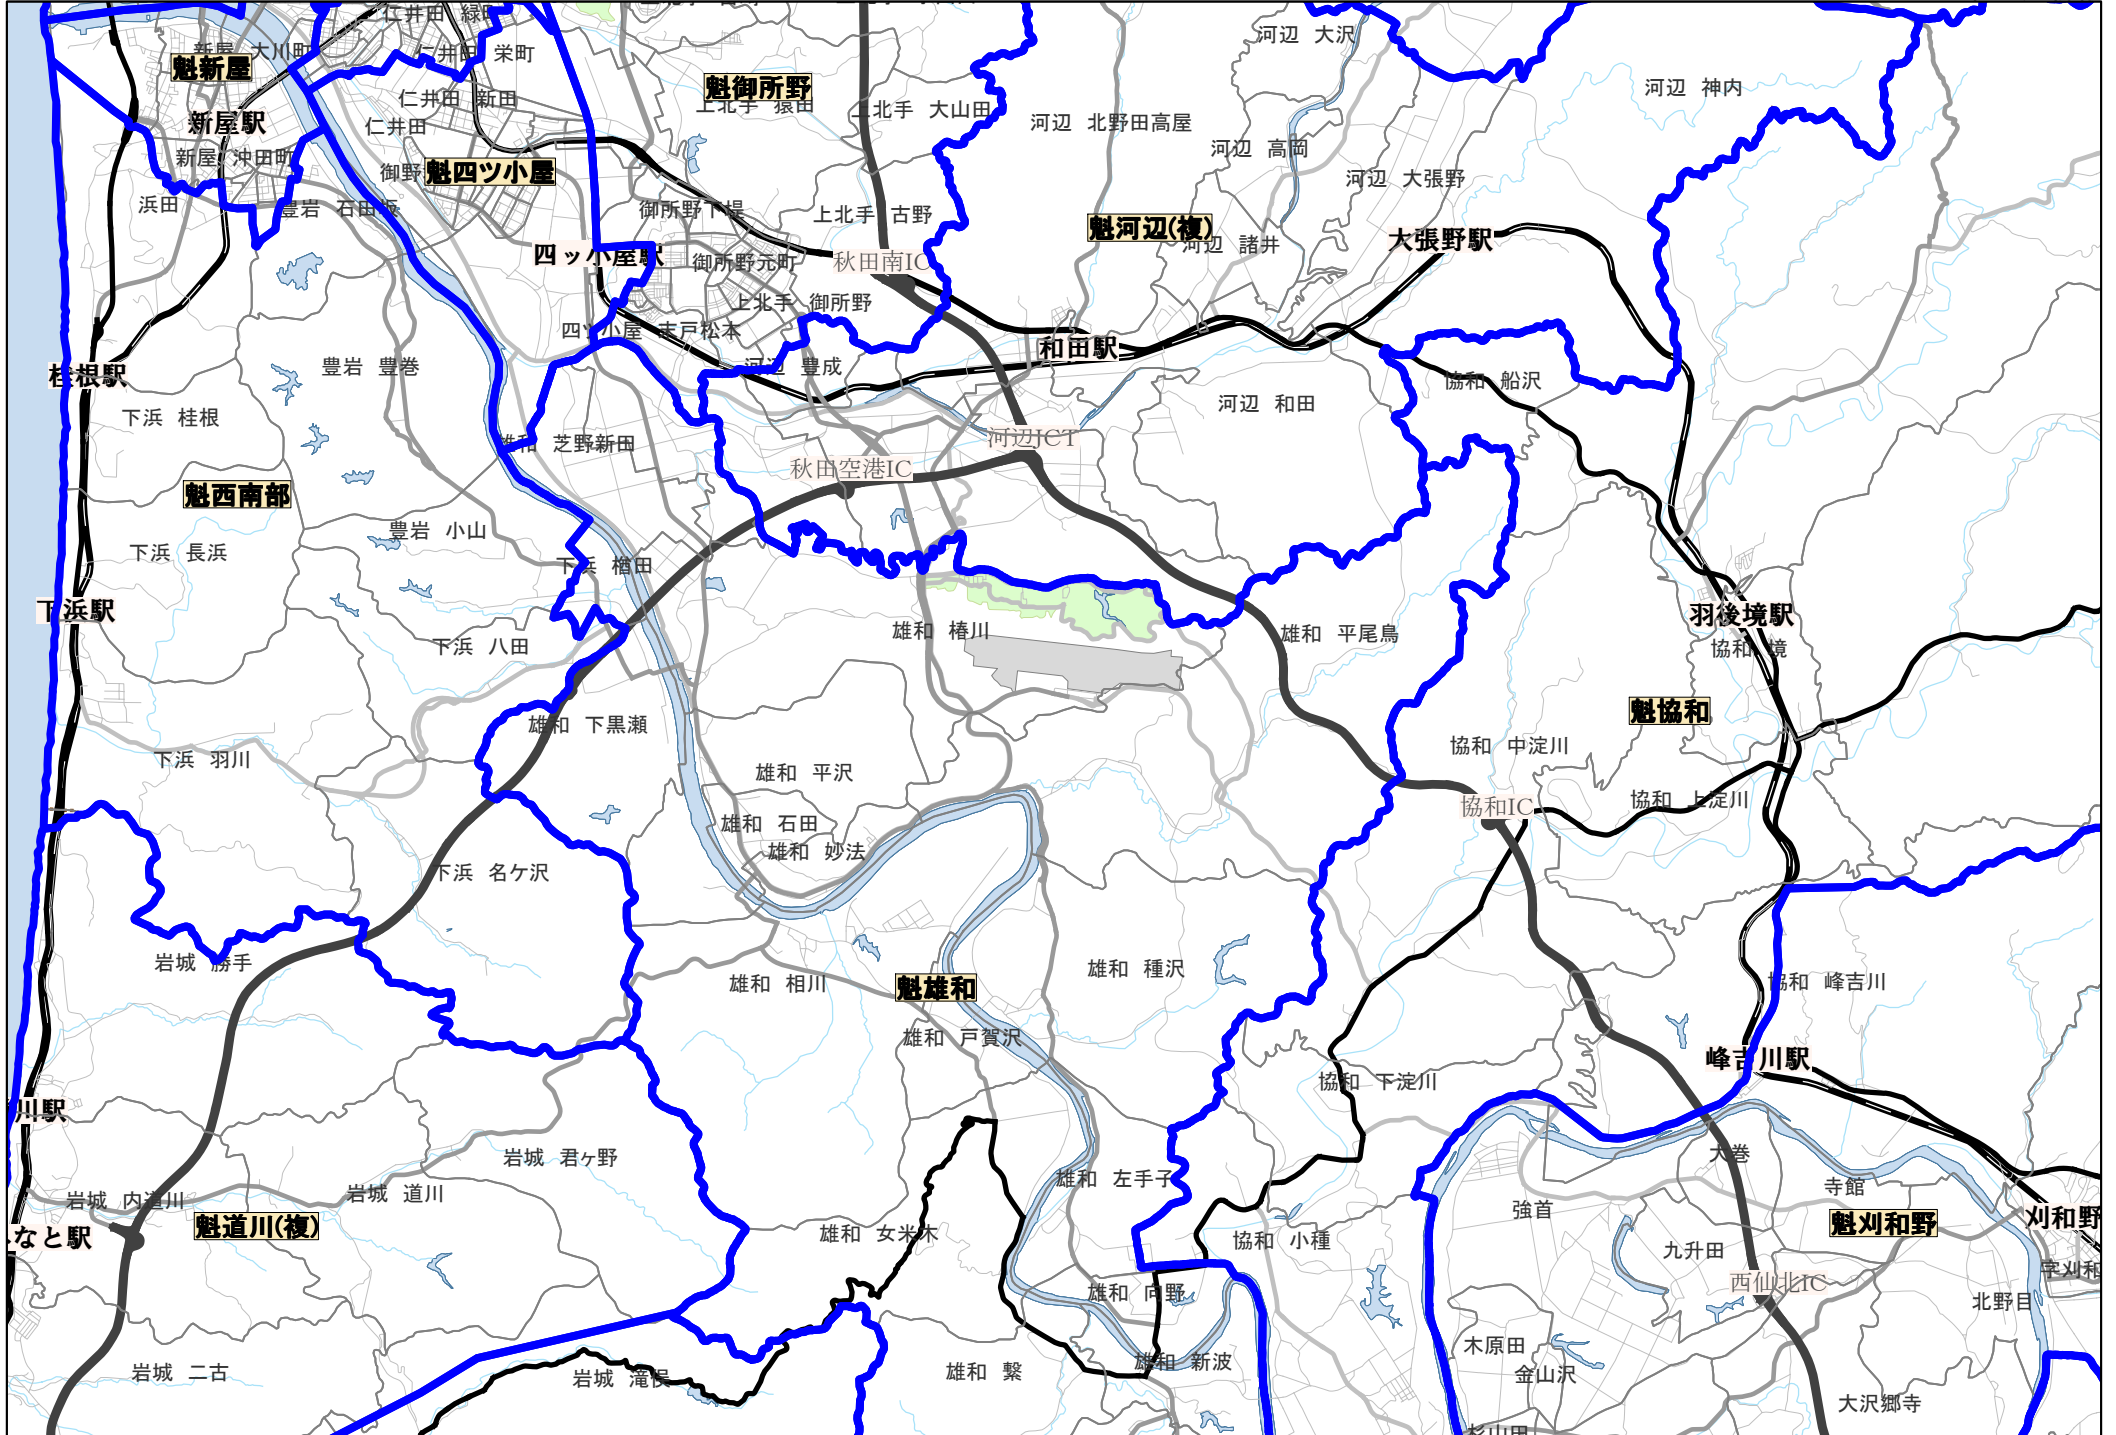 仁井田 緑町
新屋 大川町
仁井田 栄町
河辺 大沢
魁新屋
魁御所野
河辺 神内
仁井田 新田
上北手 猿田
上北手 大山田
新屋駅
仁井田
河辺 北野田高屋
新屋 沖田町
河辺 高岡
魁四ツ小屋
河辺 大張野
浜田
豊岩 石田坂
御所野下堤
上北手 古野
魁河辺(複)
河辺 諸井
大張野駅
四ッ小屋駅
御所野元町
秋田南IC
上北手 御所野
四ツ小屋 末戸松本
和田駅
桂根駅
豊岩 豊巻
河辺 豊成
協和 船沢
下浜 桂根
河辺 和田
雄和 芝野新田
河辺JCT
秋田空港IC
魁西南部
豊岩 小山
下浜 長浜
下浜 楢田
下浜駅
羽後境駅
雄和 椿川
雄和 平尾鳥
下浜 八田
協和 境
魁協和
雄和 下黒瀬
協和 中淀川
下浜 羽川
雄和 平沢
協和 上淀川
協和IC
雄和 石田
雄和 妙法
下浜 名ケ沢
岩城 勝手
雄和 種沢
雄和 相川
魁雄和
協和 峰吉川
雄和 戸賀沢
峰吉川駅
協和 下淀川
川駅
大巻
岩城 君ケ野
雄和 左手子
寺館
岩城 道川
岩城 内道川
強首
魁道川(複)
魁刈和野
刈和野
なと駅
雄和 女米木
協和 小種
九升田
字刈和
西仙北IC
雄和 向野
北野目
木原田
雄和 新波
岩城 二古
岩城 滝俣
雄和 繋
金山沢
大沢郷寺
杉山田